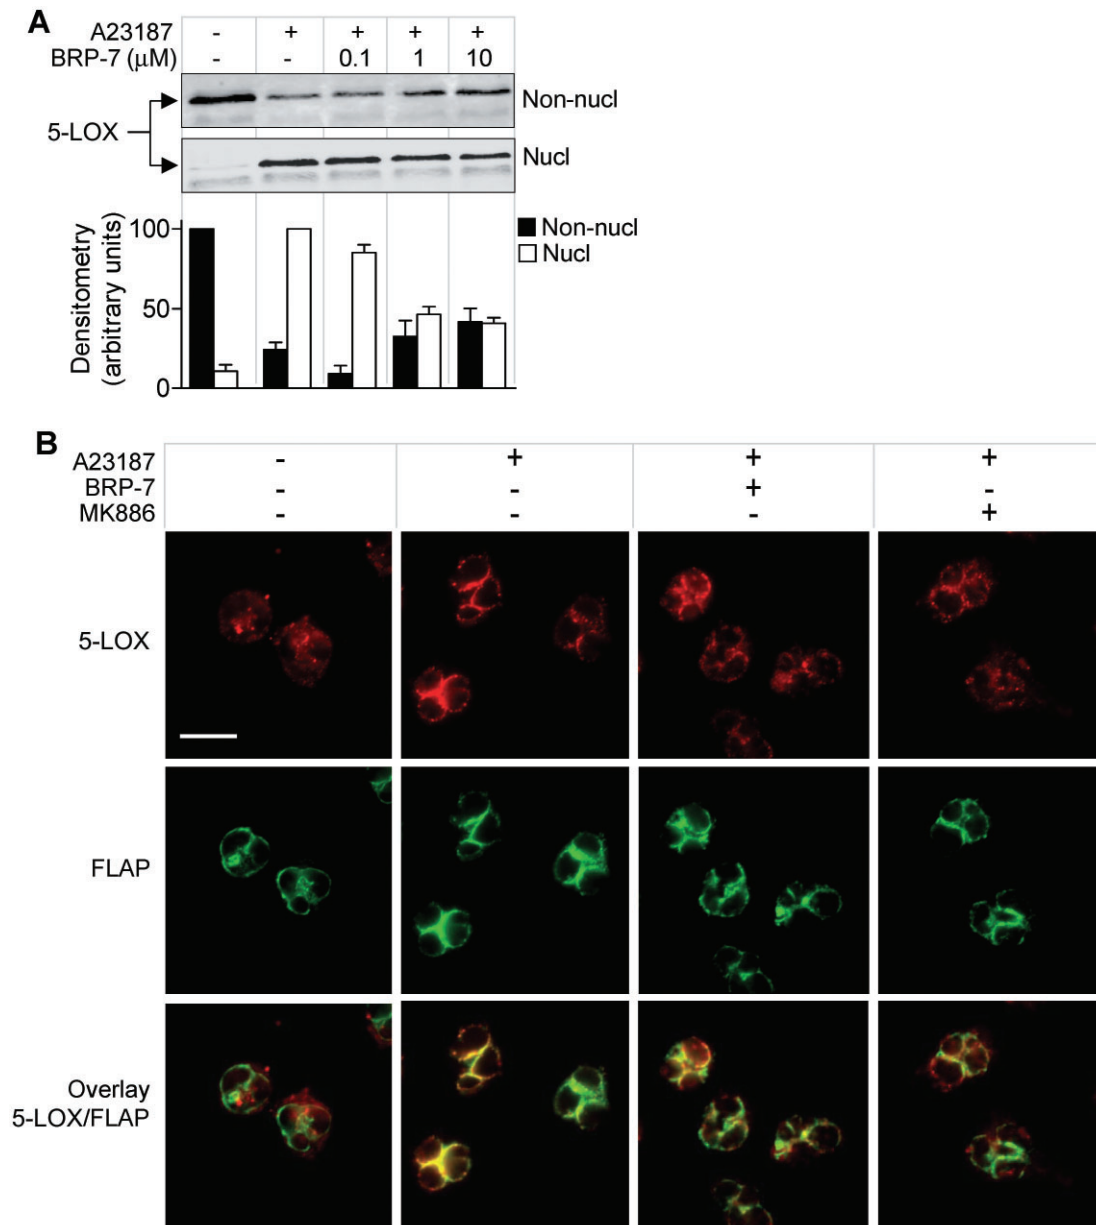 A
A23187 - + + + +
BRP-7 (μM) - - 0.1 1 10
Non-nucl
5-LOX
Nucl
Densitometry
(arbitrary units)
100
50
0
Non-nucl
Nucl
B
A23187 - + + +
BRP-7 - - + -
MK886 - - - +
5-LOX
FLAP
Overlay
5-LOX/FLAP